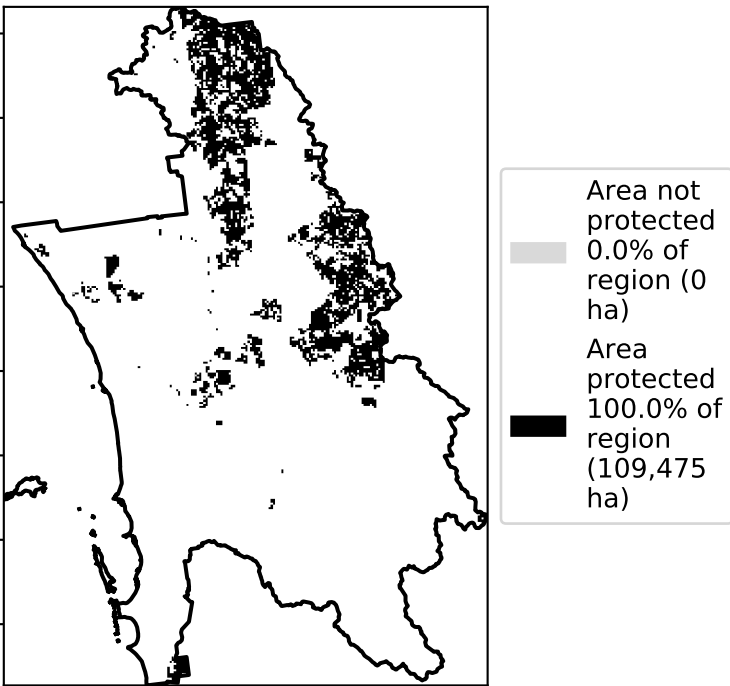 Area not
protected
0.0% of
region (0
ha)
Area
protected
100.0% of
region
(109,475
ha)